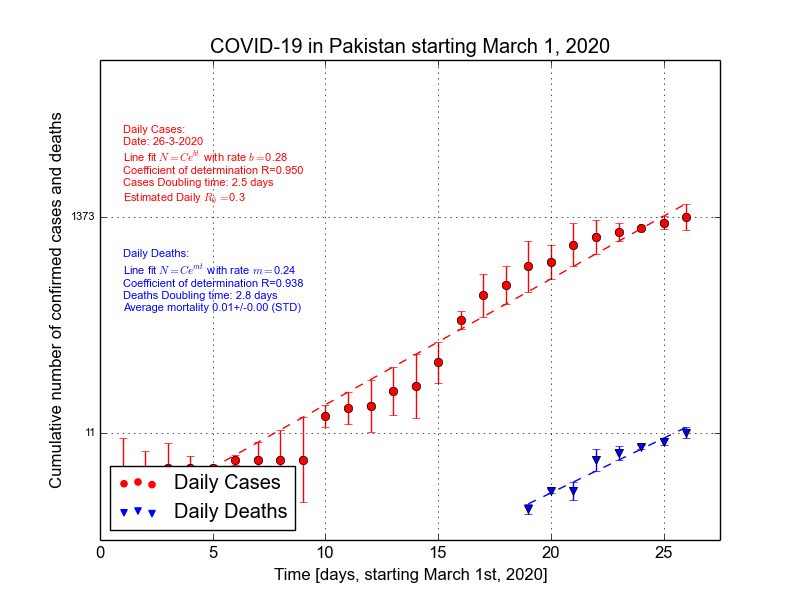 COVID-19 in Pakistan starting March 1, 2020
Cumulative number of confirmed cases and deaths
Daily Cases:
Date: 26-3-2020
Line fit N=Ce^{bt} with rate b=0.28
Coefficient of determination R=0.950
Cases Doubling time: 2.5 days
Estimated Daily R_0=0.3
1373
Daily Deaths:
Line fit N=Ce^{mt} with rate m=0.24
Coefficient of determination R=0.938
Deaths Doubling time: 2.8 days
Average mortality 0.01+/-0.00 (STD)
11
Daily Cases
Daily Deaths
0 5 10 15 20 25
Time [days, starting March 1st, 2020]